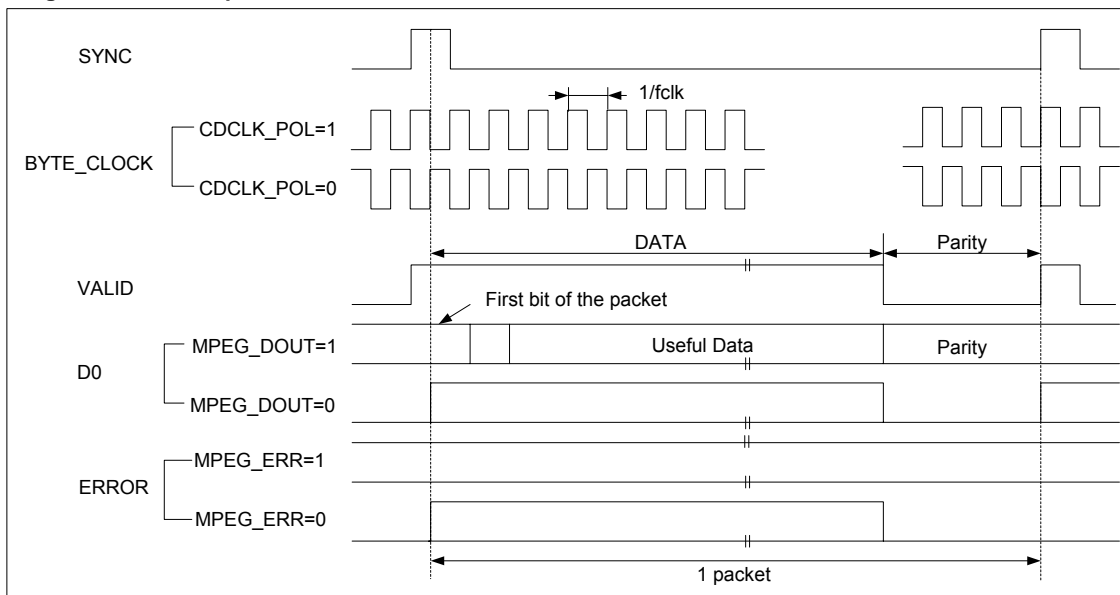 SYNC
1/fclk
CDCLK_POL=1
BYTE_CLOCK
CDCLK_POL=0
DATA
Parity
VALID
First bit of the packet
MPEG_DOUT=1
Useful Data
Parity
D0
MPEG_DOUT=0
MPEG_ERR=1
ERROR
MPEG_ERR=0
1 packet